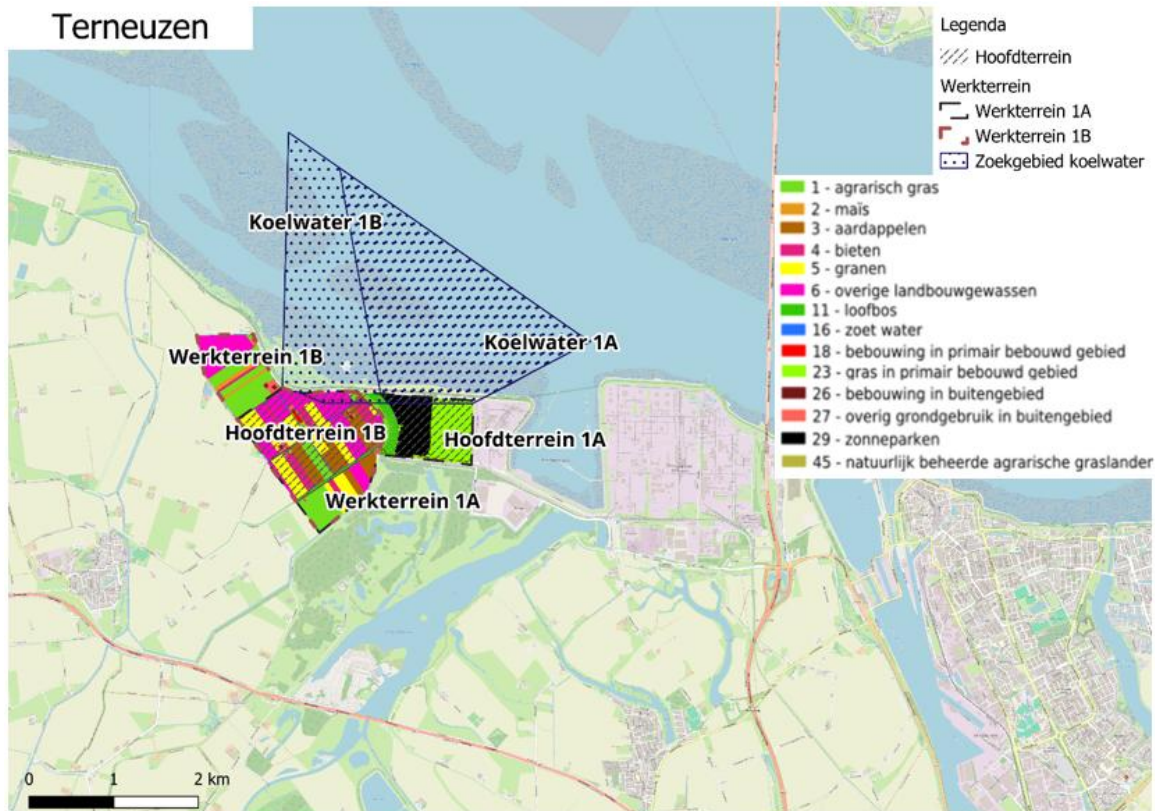 Terneuzen
Legenda
Hoofdterrein
Werkterrein
Werkterrein 1A
Werkterrein 1B
Zoekgebied koelwater
1 - agrarisch gras
2 - maïs
3 - aardappelen
4 - bieten
5 - granen
6 - overige landbouwgewassen
11 - loofbos
16 - zoet water
18 - bebouwing in primair bebouwd gebied
23 - gras in primair bebouwd gebied
26 - bebouwing in buitengebied
27 - overig grondgebruik in buitengebied
29 - zonneparken
45 - natuurlijk beheerde agrarische graslander
Koelwater 1B
Koelwater 1A
Werkterrein 1B
Hoofdterrein 1B
Hoofdterrein 1A
Werkterrein 1A
0 1 2 km